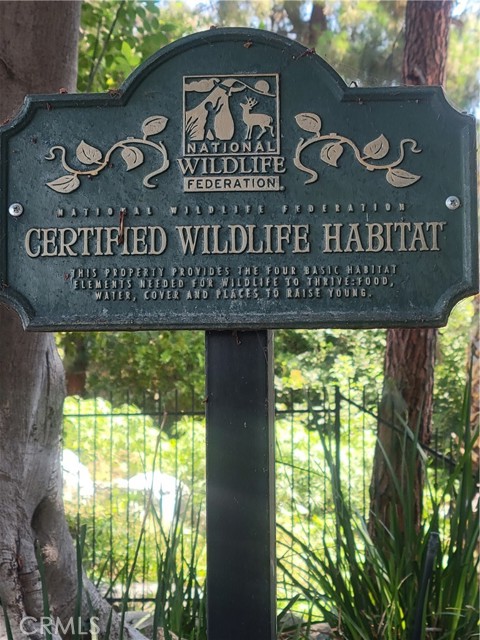 NATIONAL
WILDLIFE
FEDERATION
NATIONAL WILDLIFE FEDERATION
CERTIFIED WILDLIFE HABITAT
THIS PROPERTY PROVIDES THE FOUR BASIC HABITAT
ELEMENTS NEEDED FOR WILDLIFE TO THRIVE:FOOD,
WATER, COVER AND PLACES TO RAISE YOUNG.
CRMLS